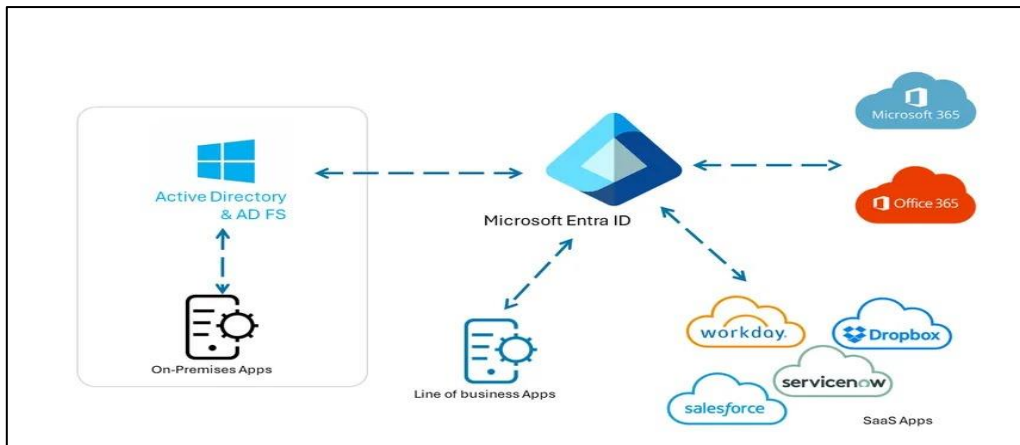 Active Directory
& AD FS
On-Premises Apps
Microsoft Entra ID
Line of business Apps
Microsoft 365
Office 365
workday.
Dropbox
servicenow
salesforce
SaaS Apps